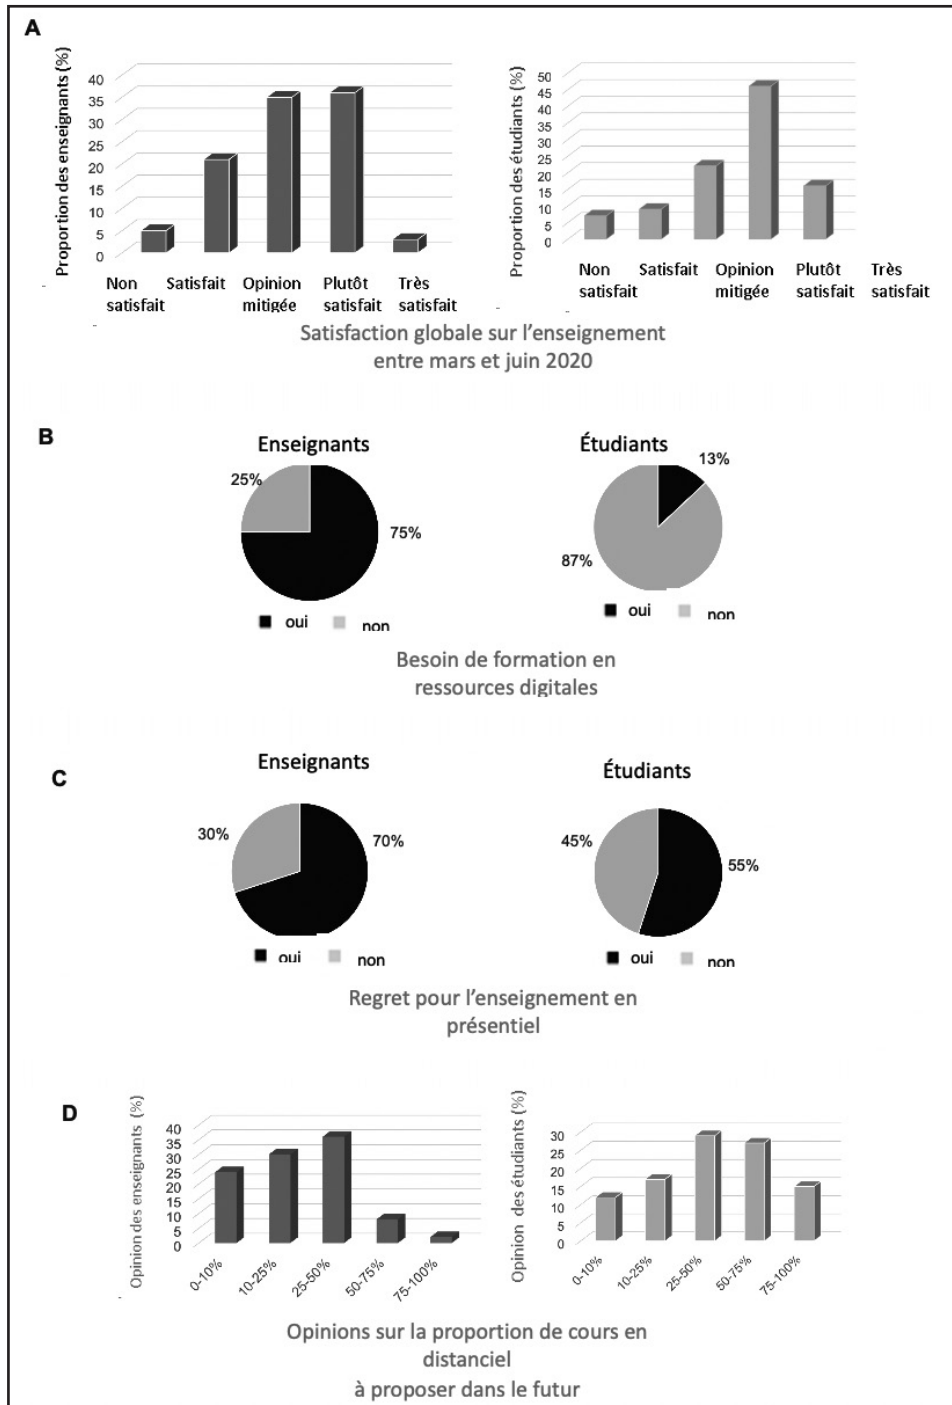 A
Proportion des enseignants (%)
40
35
30
25
20
15
10
5
0
Non satisfait
Satisfait
Opinion mitigée
Plutôt satisfait
Très satisfait
Proportion des étudiants (%)
50
45
40
35
30
25
20
15
10
5
0
Non satisfait
Satisfait
Opinion mitigée
Plutôt satisfait
Très satisfait
Satisfaction globale sur l'enseignement
entre mars et juin 2020
B
Enseignants
25%
75%
oui non
Étudiants
13%
87%
oui non
Besoin de formation en
ressources digitales
C
Enseignants
30%
70%
oui non
Étudiants
45%
55%
oui non
Regret pour l'enseignement en
présentiel
D
Opinion des enseignants (%)
40
35
30
25
20
15
10
5
0
0-10%
10-25%
25-50%
50-75%
75-100%
Opinion des étudiants (%)
30
25
20
15
10
5
0
0-10%
10-25%
25-50%
50-75%
75-100%
Opinions sur la proportion de cours en
distanciel
à proposer dans le futur